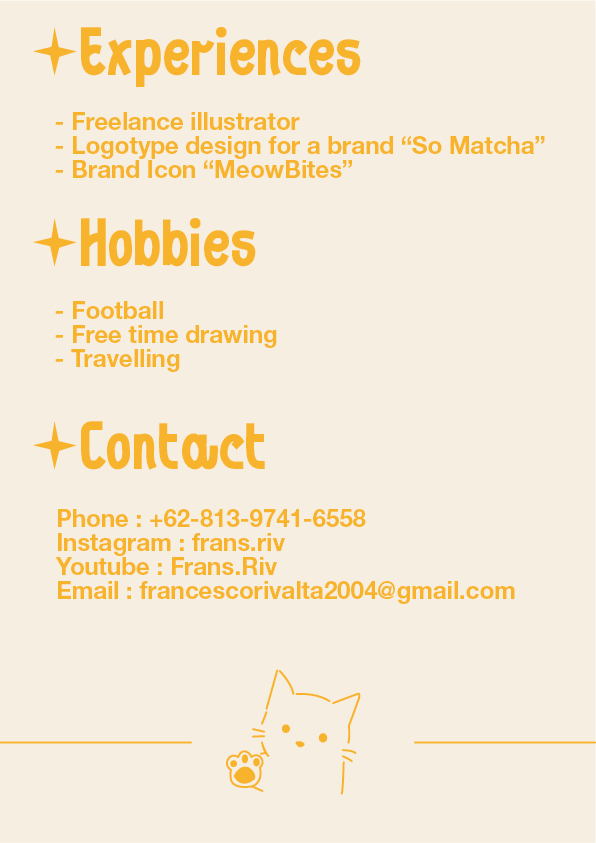 Experiences
- Freelance illustrator
- Logotype design for a brand “So Matcha”
- Brand Icon “MeowBites”
Hobbies
- Football
- Free time drawing
- Travelling
Contact
Phone : +62-813-9741-6558
Instagram : frans.riv
Youtube : Frans.Riv
Email : francescorivalta2004@gmail.com